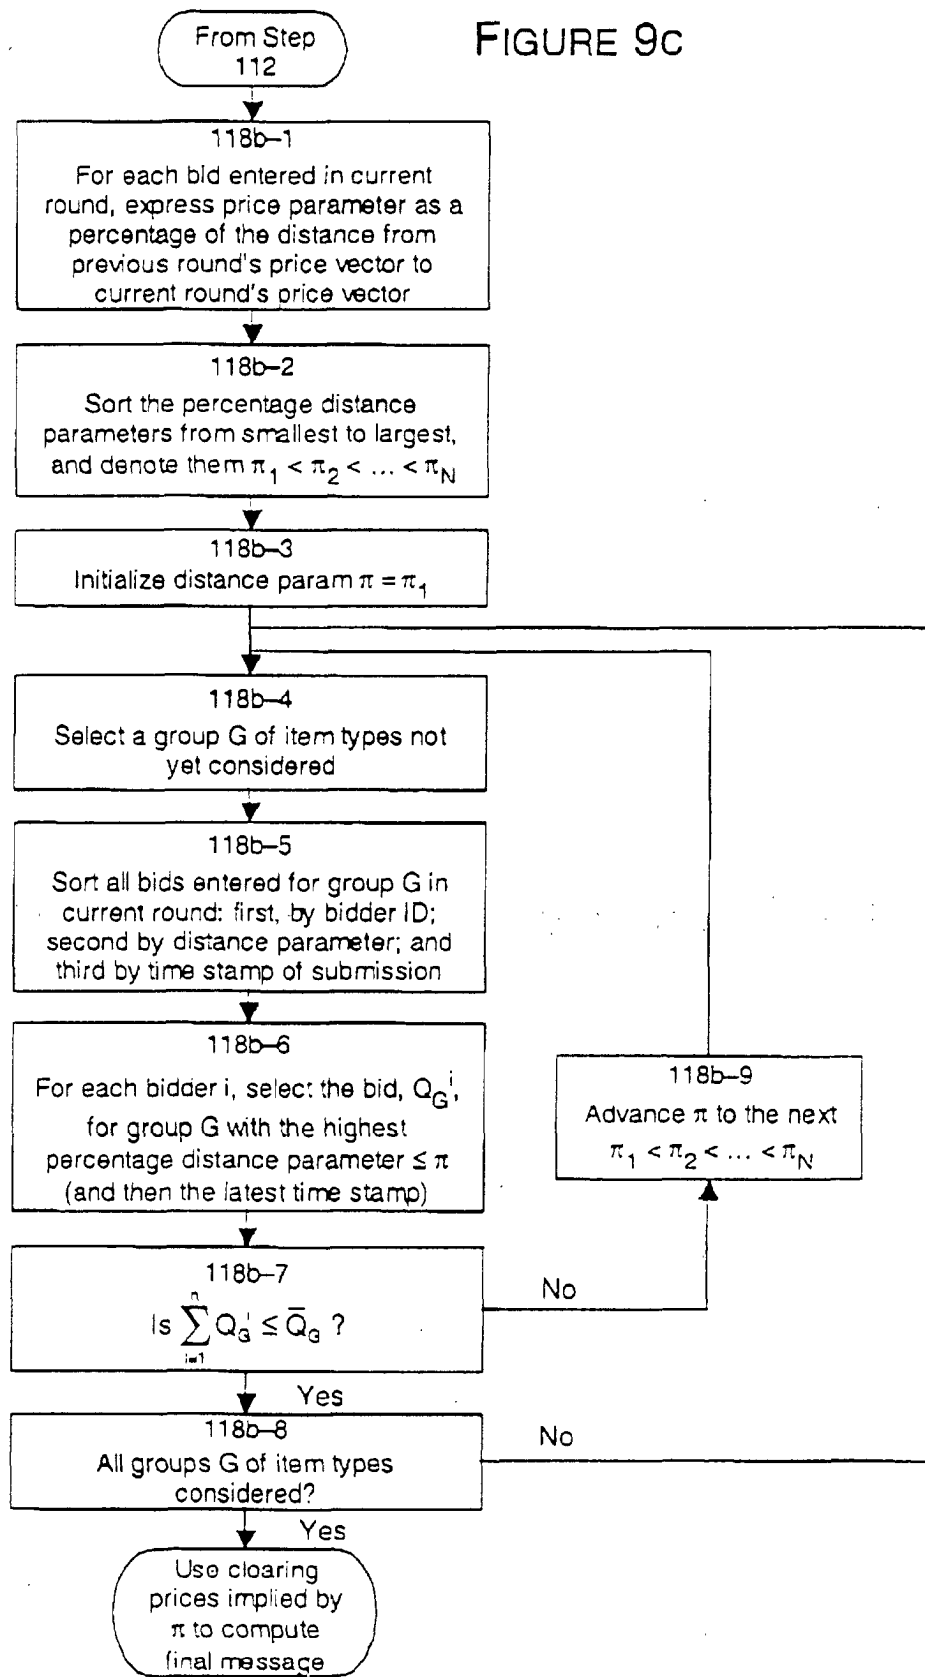 FIGURE 9c
From Step
112
118b–1
For each bid entered in current
round, express price parameter as a
percentage of the distance from
previous round's price vector to
current round's price vector
118b–2
Sort the percentage distance
parameters from smallest to largest,
and denote them π₁ < π₂ < ... < π_N
118b–3
Initialize distance param π = π₁
118b–4
Select a group G of item types not
yet considered
118b–5
Sort all bids entered for group G in
current round: first, by bidder ID;
second by distance parameter; and
third by time stamp of submission
118b–6
For each bidder i, select the bid, Q_G^i,
for group G with the highest
percentage distance parameter ≤ π
(and then the latest time stamp)
118b–9
Advance π to the next
π₁ < π₂ < ... < π_N
118b–7
Is ∑_{i=1}^{n} Q_G^i ≤ Q̅_G ?
No
Yes
118b–8
All groups G of item types
considered?
No
Yes
Use clearing
prices implied by
π to compute
final message